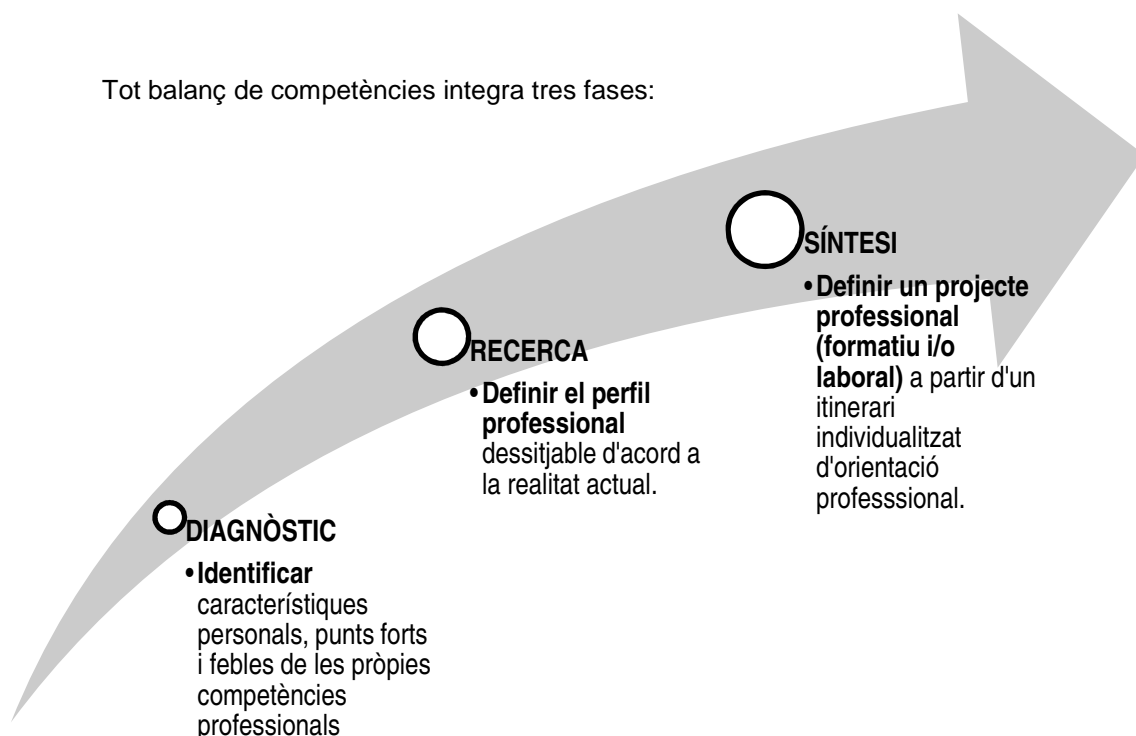 Tot balanç de competències integra tres fases:
DIAGNÒSTIC
• Identificar
característiques
personals, punts forts
i febles de les pròpies
competències
professionals
RECERCA
• Definir el perfil
professional
dessitjable d'acord a
la realitat actual.
SÍNTESI
• Definir un projecte
professional
(formatiu i/o
laboral) a partir d'un
itinerari
individualitzat
d'orientació
professsional.